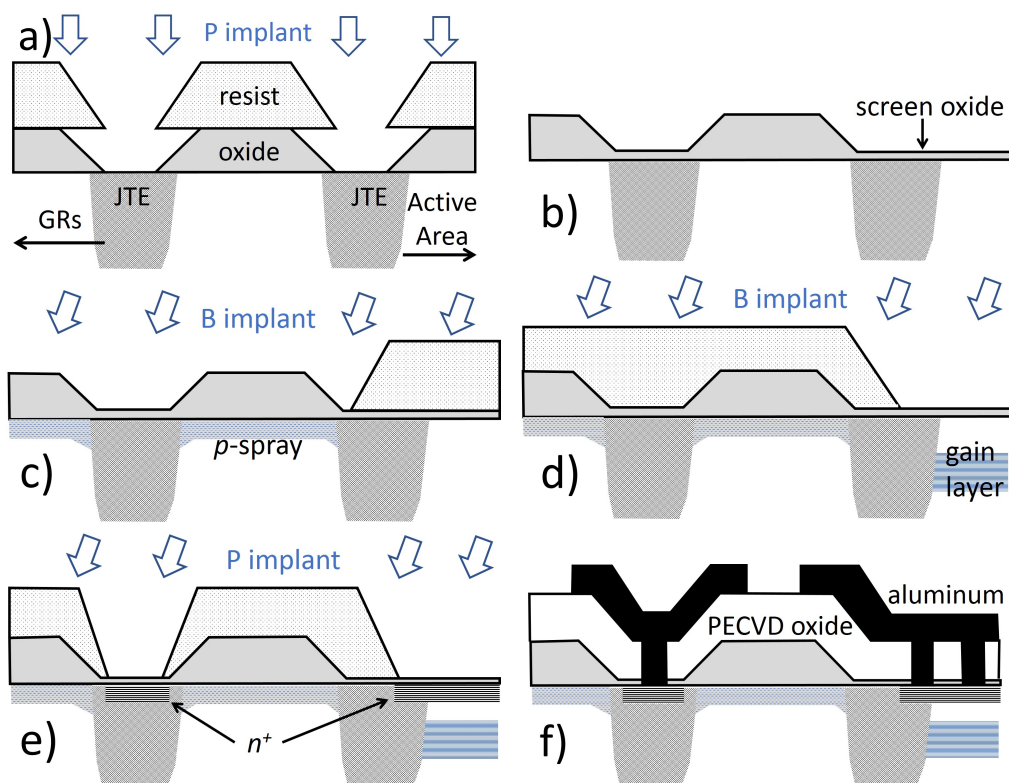 a)
P implant
resist
oxide
JTE
JTE
GRs
Active
Area
screen oxide
b)
B implant
p-spray
c)
B implant
gain
layer
d)
P implant
n⁺
e)
aluminum
PECVD oxide
f)